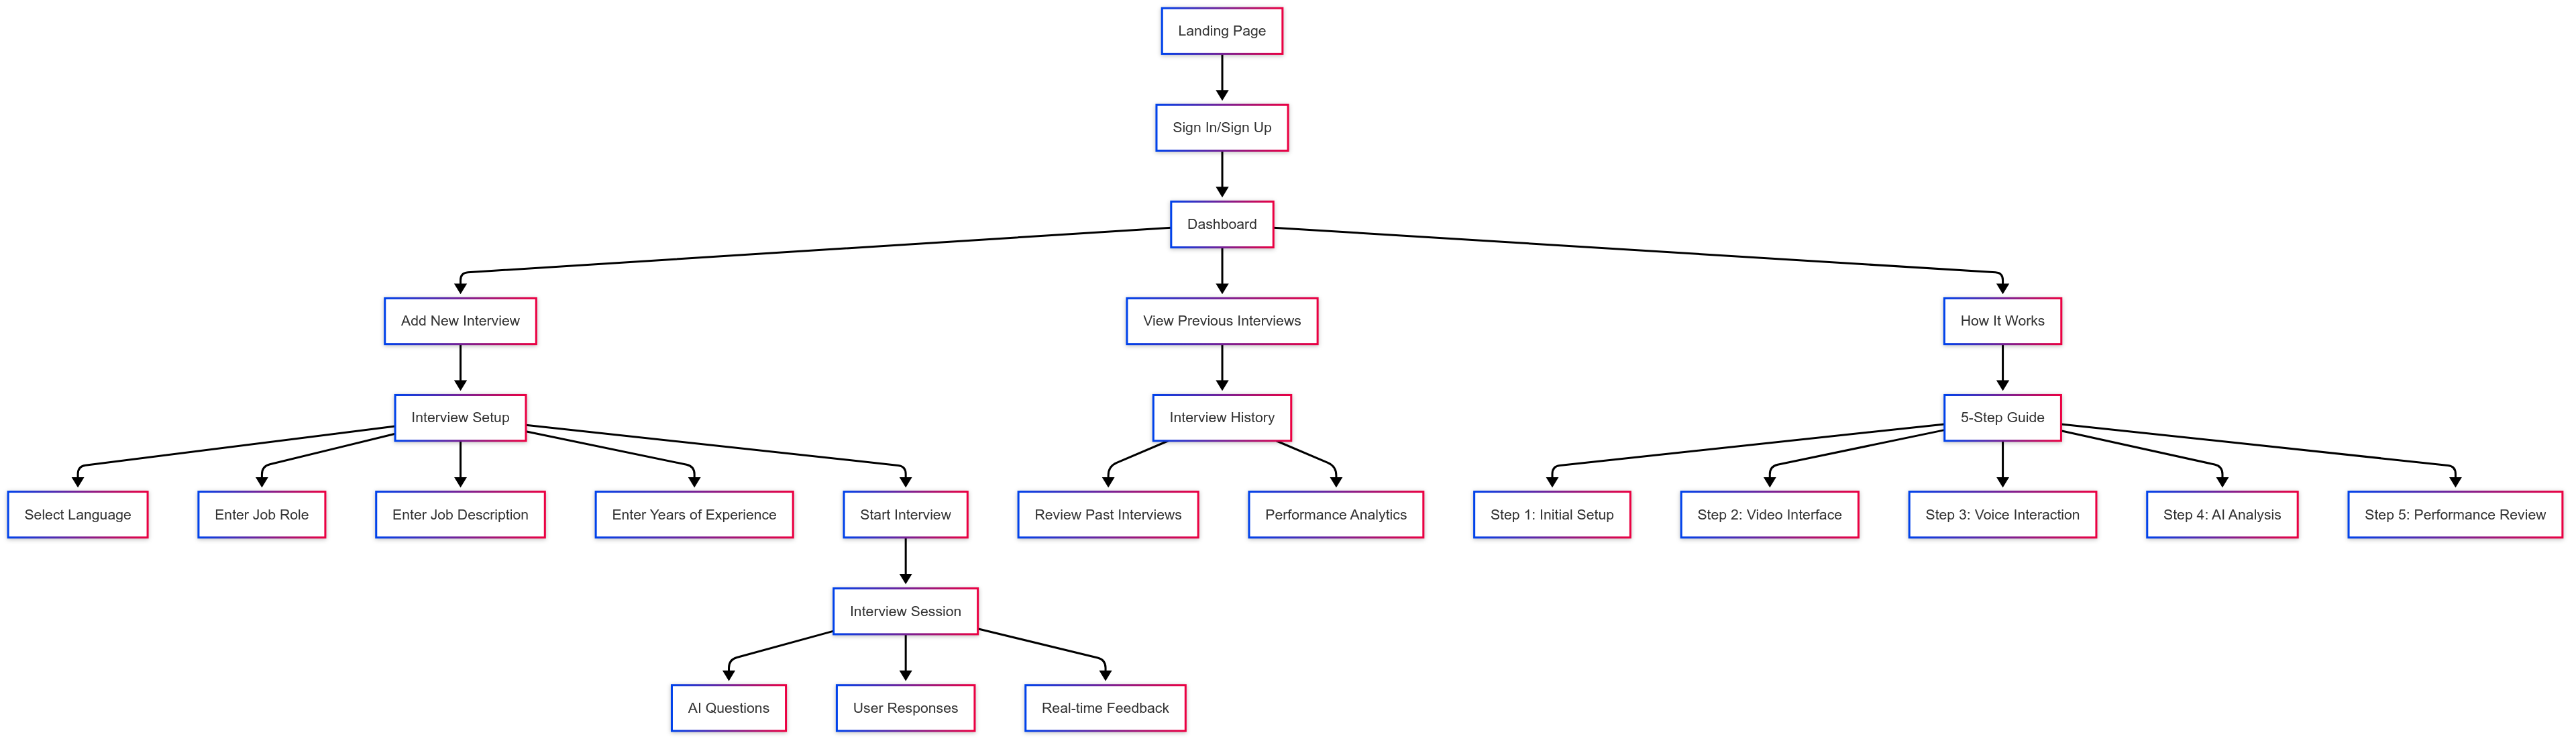 Landing Page
Sign In/Sign Up
Dashboard
Add New Interview
View Previous Interviews
How It Works
Interview Setup
Interview History
5-Step Guide
Select Language
Enter Job Role
Enter Job Description
Enter Years of Experience
Start Interview
Review Past Interviews
Performance Analytics
Step 1: Initial Setup
Step 2: Video Interface
Step 3: Voice Interaction
Step 4: AI Analysis
Step 5: Performance Review
Interview Session
AI Questions
User Responses
Real-time Feedback